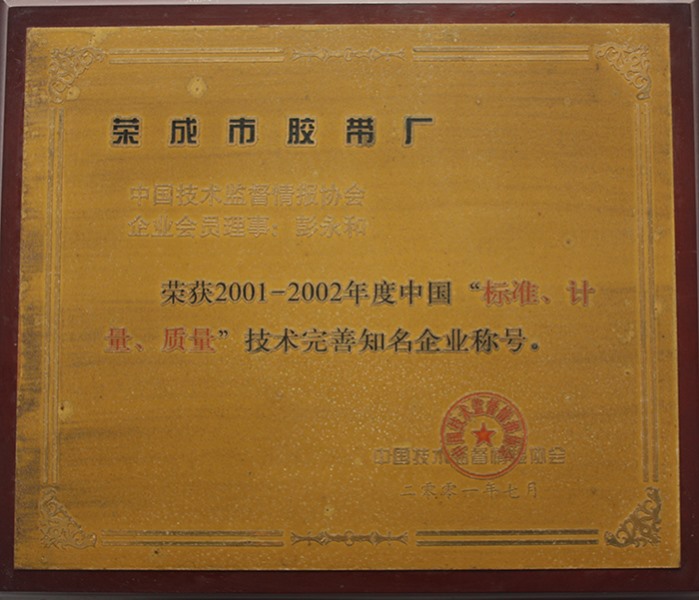 荣成市胶带厂
中国技术监督情报协会
企业会员理事：彭永和
荣获2001-2002年度中国“标准、计
量、质量”技术完善知名企业称号。
中国技术监督情报协会
二零零一年七月